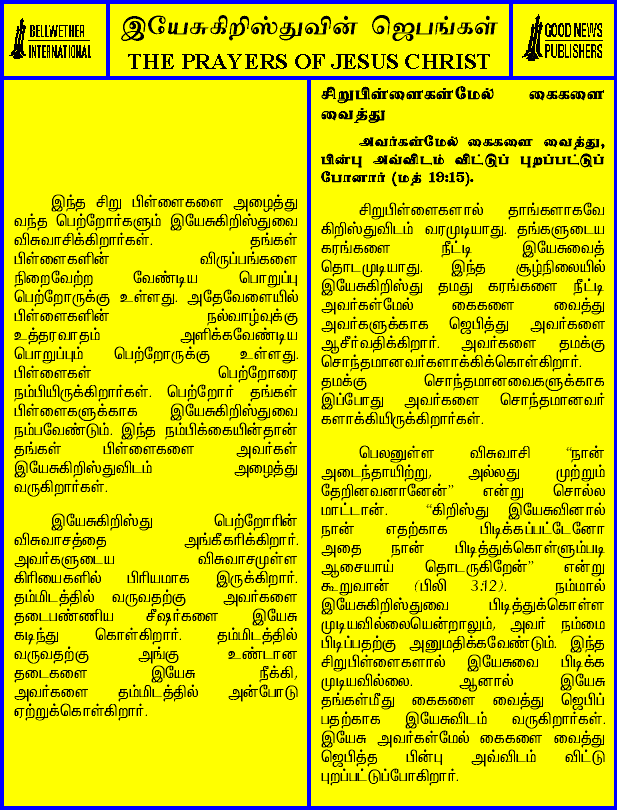 BELLWETHER
INTERNATIONAL
இயேசுகிறிஸ்துவின் ஜெபங்கள்
THE PRAYERS OF JESUS CHRIST
GOOD NEWS
PUBLISHERS
இந்த சிறு பிள்ளைகளை அழைத்து
வந்த பெற்றோர்களும் இயேசுகிறிஸ்துவை
விசுவாசிக்கிறார்கள். தங்கள்
பிள்ளைகளின் விருப்பங்களை
நிறைவேற்ற வேண்டிய பொறுப்பு
பெற்றோருக்கு உள்ளது. அதேவேளையில்
பிள்ளைகளின் நல்வாழ்வுக்கு
உத்தரவாதம் அளிக்கவேண்டிய
பொறுப்பும் பெற்றோருக்கு உள்ளது.
பிள்ளைகள் பெற்றோரை
நம்பியிருக்கிறார்கள். பெற்றோர் தங்கள்
பிள்ளைகளுக்காக இயேசுகிறிஸ்துவை
நம்பவேண்டும். இந்த நம்பிக்கையின்தான்
தங்கள் பிள்ளைகளை அவர்கள்
இயேசுகிறிஸ்துவிடம் அழைத்து
வருகிறார்கள்.
இயேசுகிறிஸ்து பெற்றோரின்
விசுவாசத்தை அங்கீகரிக்கிறார்.
அவர்களுடைய விசுவாசமுள்ள
கிரியைகளில் பிரியமாக இருக்கிறார்.
தம்மிடத்தில் வருவதற்கு அவர்களை
தடைபண்ணிய சீஷர்களை இயேசு
கடிந்து கொள்கிறார். தம்மிடத்தில்
வருவதற்கு அங்கு உண்டான
தடைகளை இயேசு நீக்கி,
அவர்களை தம்மிடத்தில் அன்போடு
ஏற்றுக்கொள்கிறார்.
சிறுபிள்ளைகள்மேல் கைகளை
வைத்து
அவர்கள்மேல் கைகளை வைத்து,
பின்பு அவ்விடம் விட்டுப் புறப்பட்டுப்
போனார் (மத் 19:15).
சிறுபிள்ளைகளால் தாங்களாகவே
கிறிஸ்துவிடம் வரமுடியாது. தங்களுடைய
கரங்களை நீட்டி இயேசுவைத்
தொடமுடியாது. இந்த சூழ்நிலையில்
இயேசுகிறிஸ்து தமது கரங்களை நீட்டி
அவர்கள்மேல் கைகளை வைத்து
அவர்களுக்காக ஜெபித்து அவர்களை
ஆசீர்வதிக்கிறார். அவர்களை தமக்கு
சொந்தமானவர்களாக்கிக்கொள்கிறார்.
தமக்கு சொந்தமானவைகளுக்காக
இப்போது அவர்களை சொந்தமானவர்
களாக்கியிருக்கிறார்கள்.
பெலனுள்ள விசுவாசி “நான்
அடைந்தாயிற்று, அல்லது முற்றும்
தேறினவனானேன்” என்று சொல்ல
மாட்டான். “கிறிஸ்து இயேசுவினால்
நான் எதற்காக பிடிக்கப்பட்டேனோ
அதை நான் பிடித்துக்கொள்ளும்படி
ஆசையாய் தொடருகிறேன்” என்று
கூறுவான் (பிலி 3:12). நம்மால்
இயேசுகிறிஸ்துவை பிடித்துக்கொள்ள
முடியவில்லையென்றாலும், அவர் நம்மை
பிடிப்பதற்கு அனுமதிக்கவேண்டும். இந்த
சிறுபிள்ளைகளால் இயேசுவை பிடிக்க
முடியவில்லை. ஆனால் இயேசு
தங்கள்மீது கைகளை வைத்து ஜெபிப்
பதற்காக இயேசுவிடம் வருகிறார்கள்.
இயேசு அவர்கள்மேல் கைகளை வைத்து
ஜெபித்த பின்பு அவ்விடம் விட்டு
புறப்பட்டுப்போகிறார்.